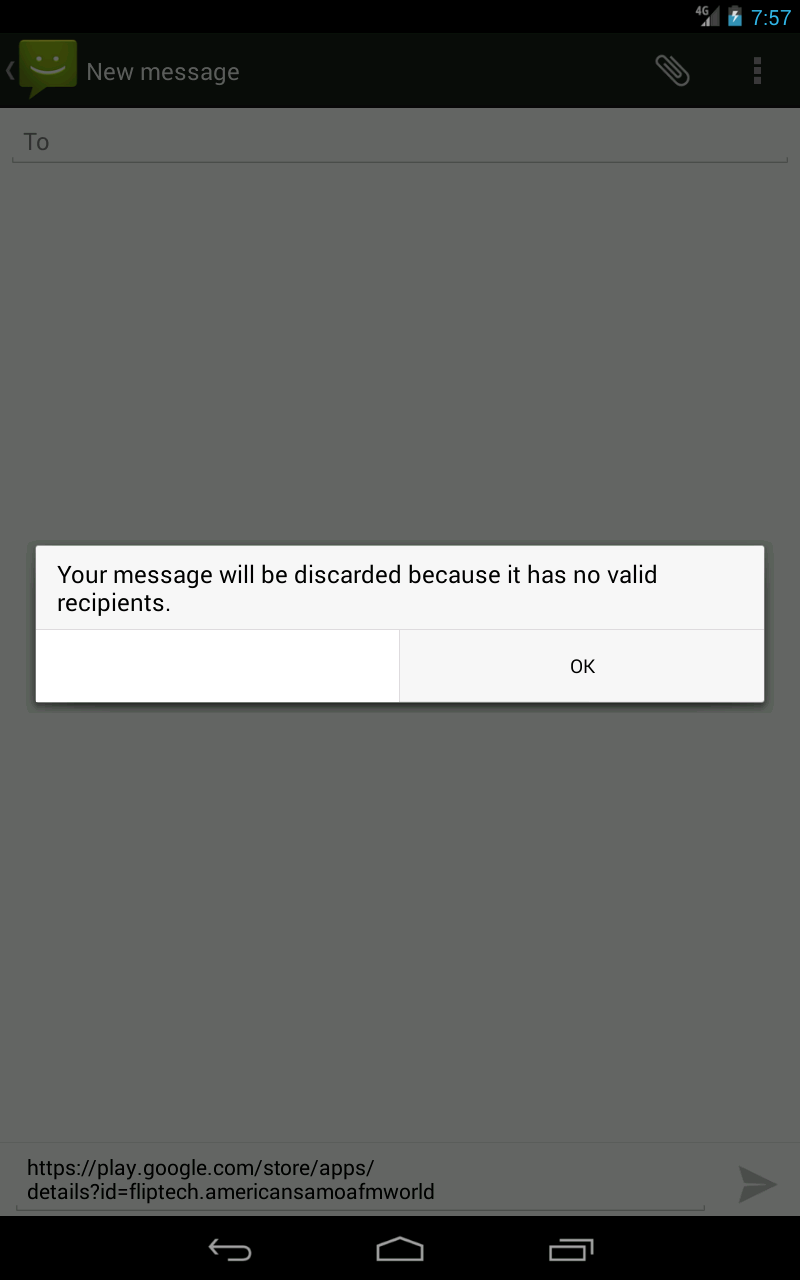 4G 7:57
New message
To
Your message will be discarded because it has no valid
recipients.
OK
https://play.google.com/store/apps/
details?id=fliptech.americansamoafmworld